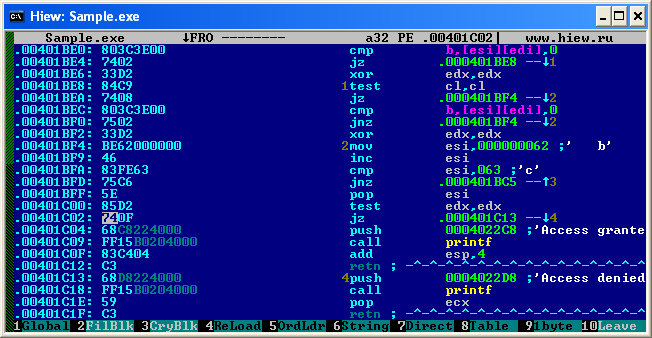 Hiew: Sample.exe
Sample.exe ↓FRO -------- a32 PE .00401C02| www.hiew.ru
.00401BE0: 803C3E00 cmp b,[esi][edi],0
.00401BE4: 7402 jz .000401BE8 --↓1
.00401BE6: 33D2 xor edx,edx
.00401BE8: 84C9 1test cl,cl
.00401BEA: 7408 jz .000401BF4 --↓2
.00401BEC: 803C3E00 cmp b,[esi][edi],0
.00401BF0: 7502 jnz .000401BF4 --↓2
.00401BF2: 33D2 xor edx,edx
.00401BF4: BE62000000 2mov esi,000000062 ;'   b'
.00401BF9: 46 inc esi
.00401BFA: 83FE63 cmp esi,063 ;'c'
.00401BFD: 75C6 jnz .000401BC5 --↑3
.00401BFF: 5E pop esi
.00401C00: 85D2 test edx,edx
.00401C02: 740F jz .000401C13 --↓4
.00401C04: 68C8224000 push 0004022C8 ;'Access grante
.00401C09: FF15B0204000 call printf
.00401C0F: 83C404 add esp,4
.00401C12: C3 retn ; -^-^-^-^-^-^-^-^-^-^-^-^-
.00401C13: 68D8224000 4push 0004022D8 ;'Access denied
.00401C18: FF15B0204000 call printf
.00401C1E: 59 pop ecx
.00401C1F: C3 retn ; -^-^-^-^-^-^-^-^-^-^-^-^-
1Global 2FilBlk 3CryBlk 4ReLoad 5OrdLdr 6String 7Direct 8Table 91byte 10Leave